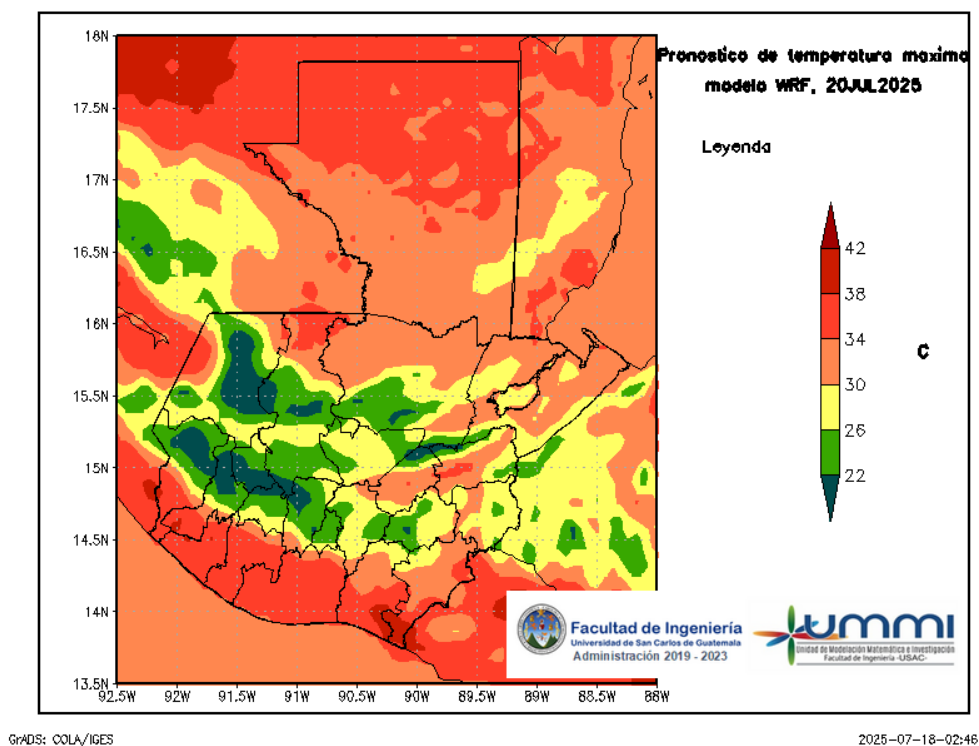 Pronostico de temperatura maxima
modelo WRF, 20JUL2025
Leyenda
42
38
34
30
26
22
C
18N
17.5N
17N
16.5N
16N
15.5N
15N
14.5N
14N
13.5N
92.5W 92W 91.5W 91W 90.5W 90W 89.5W 89W 88.5W 88W
Facultad de Ingeniería
Universidad de San Carlos de Guatemala
Administración 2019 - 2023
ummi
Unidad de Modelación Matemática e Investigación
Facultad de Ingeniería -USAC-
GrADS: COLA/IGES
2025-07-18-02:46